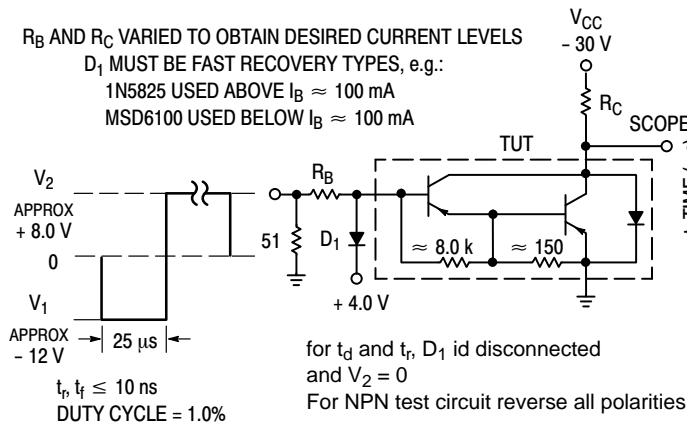 R_B AND R_C VARIED TO OBTAIN DESIRED CURRENT LEVELS
D_1 MUST BE FAST RECOVERY TYPES, e.g.:
1N5825 USED ABOVE I_B ≈ 100 mA
MSD6100 USED BELOW I_B ≈ 100 mA
V_CC
– 30 V
R_C
SCOPE
TUT
V_2
APPROX
+ 8.0 V
0
V_1
APPROX
– 12 V
25 µs
t_r, t_f ≤ 10 ns
DUTY CYCLE = 1.0%
51
R_B
D_1
+ 4.0 V
≈ 8.0 k
≈ 150
for t_d and t_r, D_1 id disconnected
and V_2 = 0
For NPN test circuit reverse all polarities